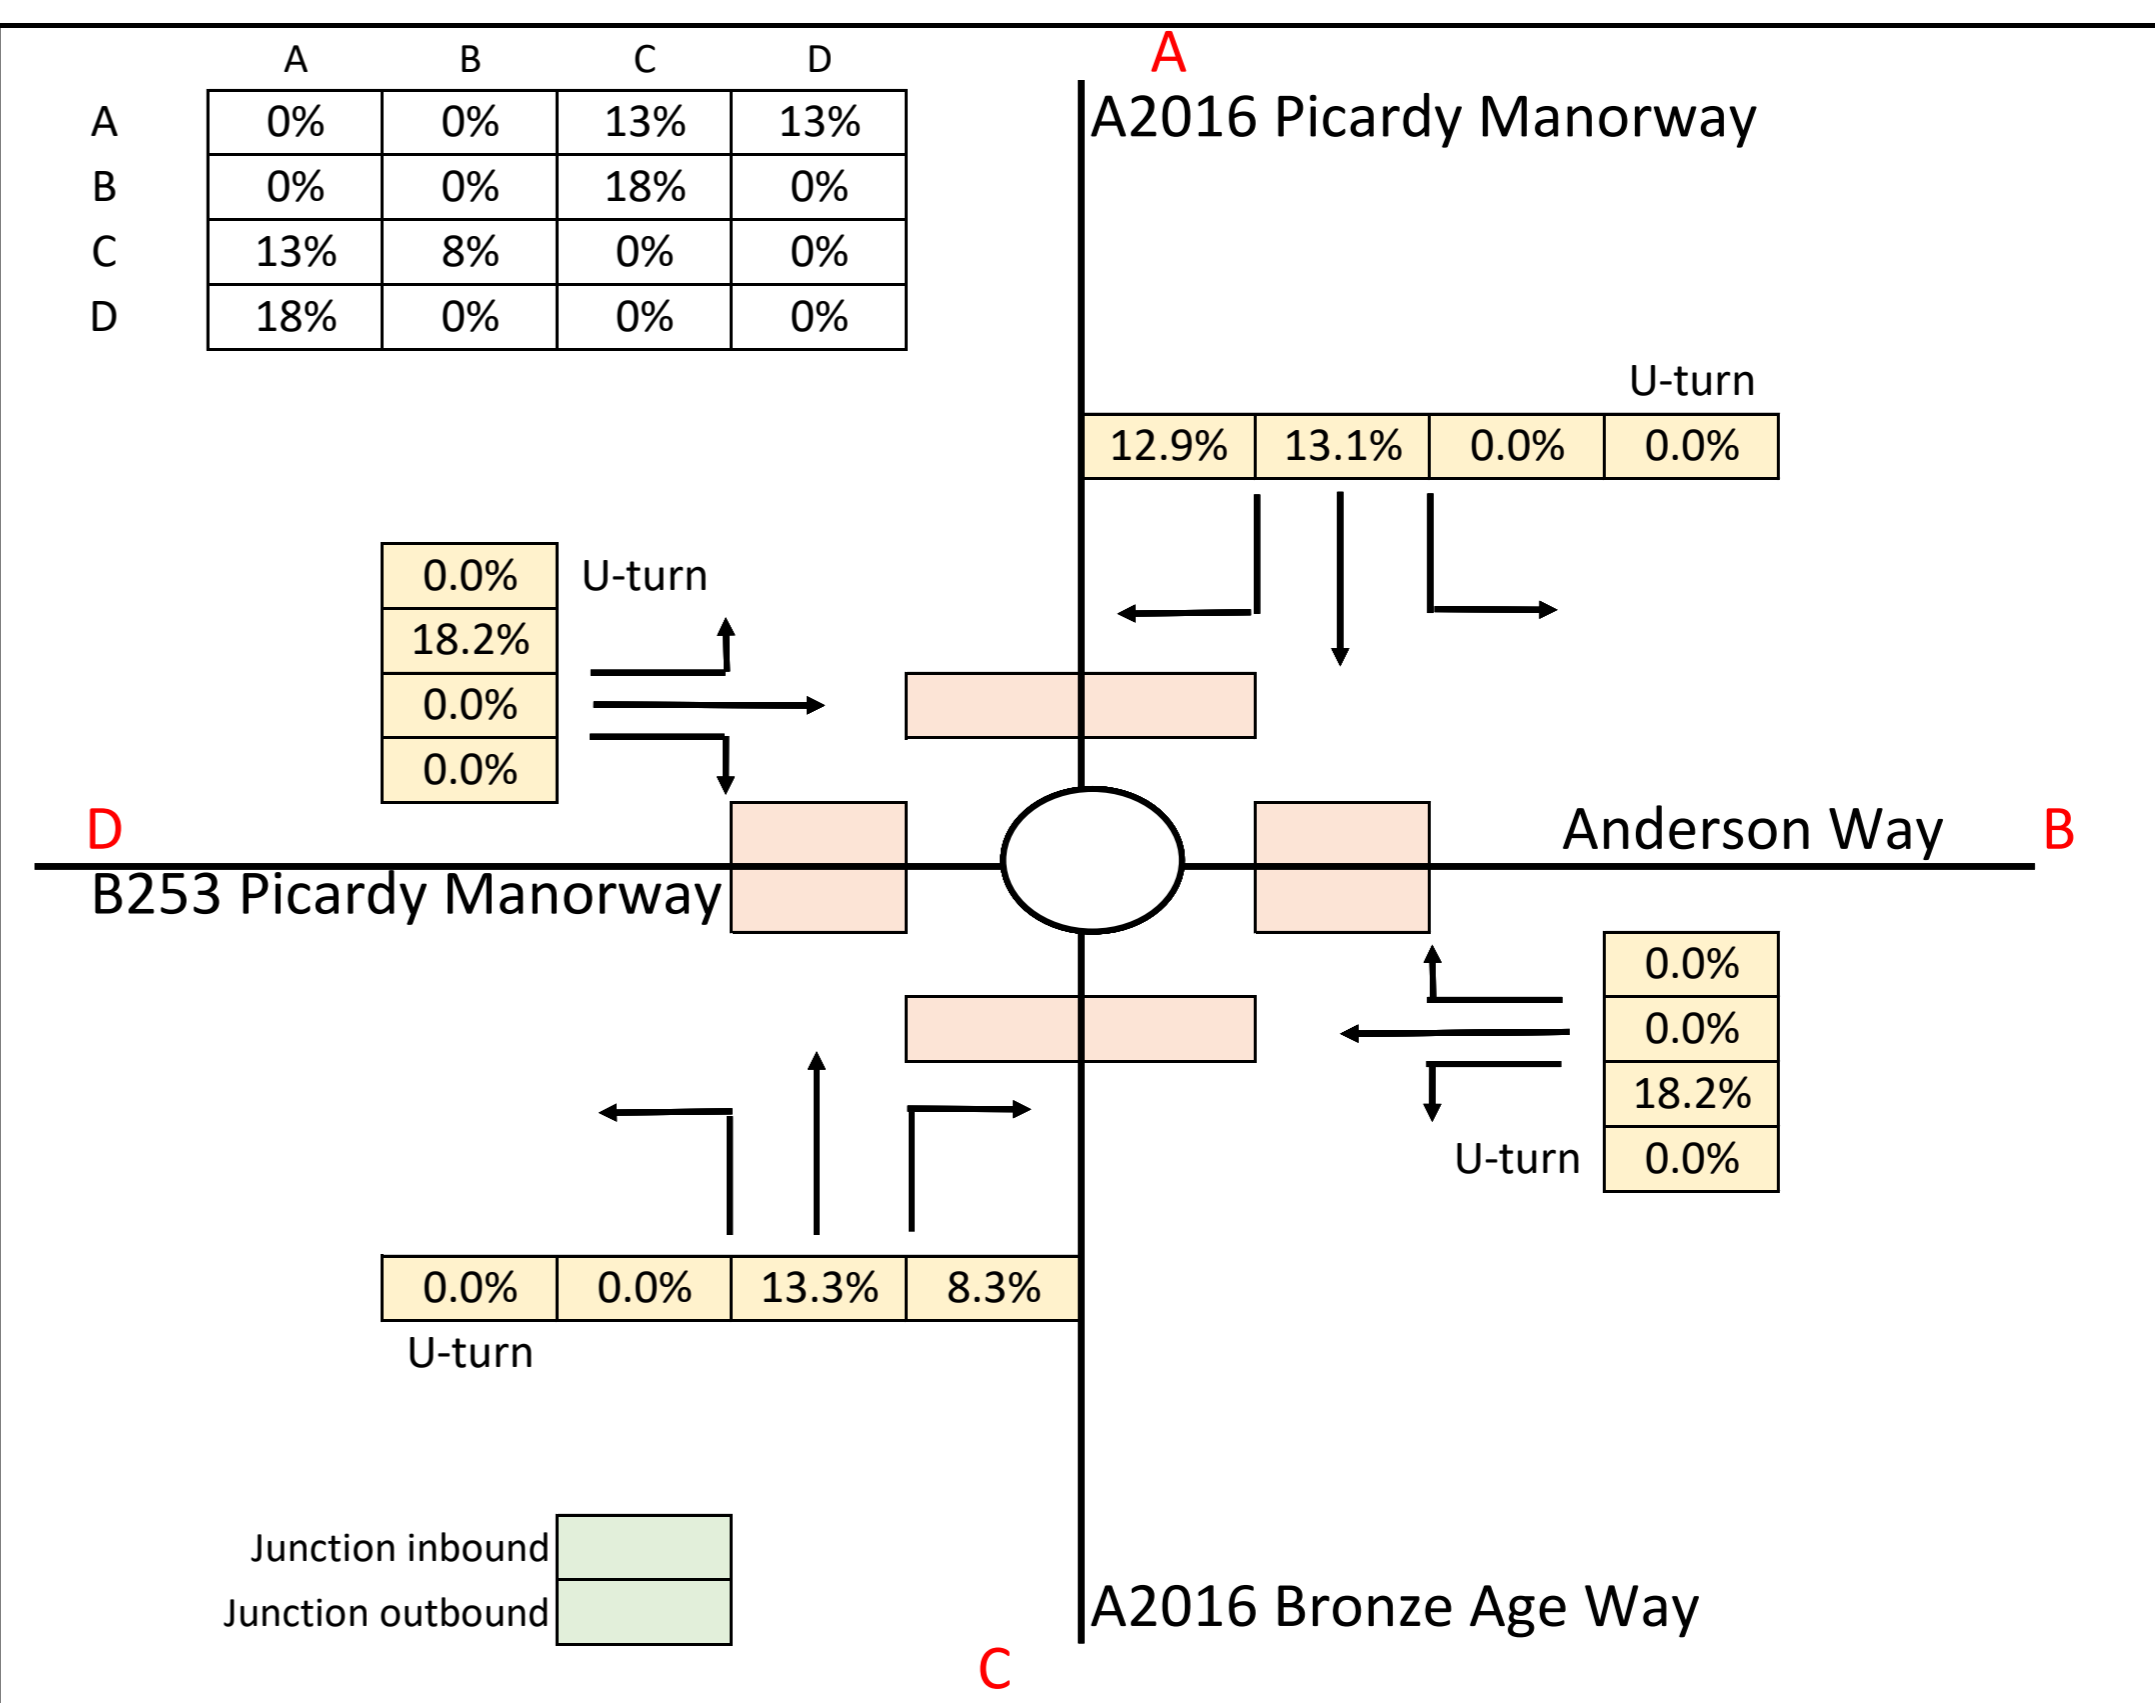 A B C D
A 0% 0% 13% 13%
B 0% 0% 18% 0%
C 13% 8% 0% 0%
D 18% 0% 0% 0%
A
A2016 Picardy Manorway
U-turn
12.9% 13.1% 0.0% 0.0%
0.0% U-turn
18.2%
0.0%
0.0%
D
B253 Picardy Manorway
Anderson Way B
0.0%
0.0%
18.2%
U-turn 0.0%
0.0% 0.0% 13.3% 8.3%
U-turn
Junction inbound
Junction outbound
A2016 Bronze Age Way
C